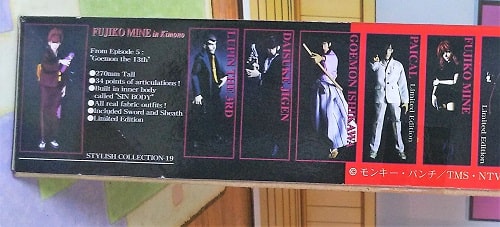 FUJIKO MINE in Kimono
From Episode 5 :
"Goemon the 13th"
●270mm Tall
●34 points of articulations !
●Built in inner body
called "SIN BODY"
●All real fabric outfits !
●Included Sword and Sheath
●Limited Edition
STYLISH COLLECTION-19
LUPIN THE 3RD
DAISUKE JIGEN
GOEMON ISHIKAWA
PAICAL
Limited Edition
FUJIKO MINE
Limited Edition
© モンキー・パンチ/TMS・NTV